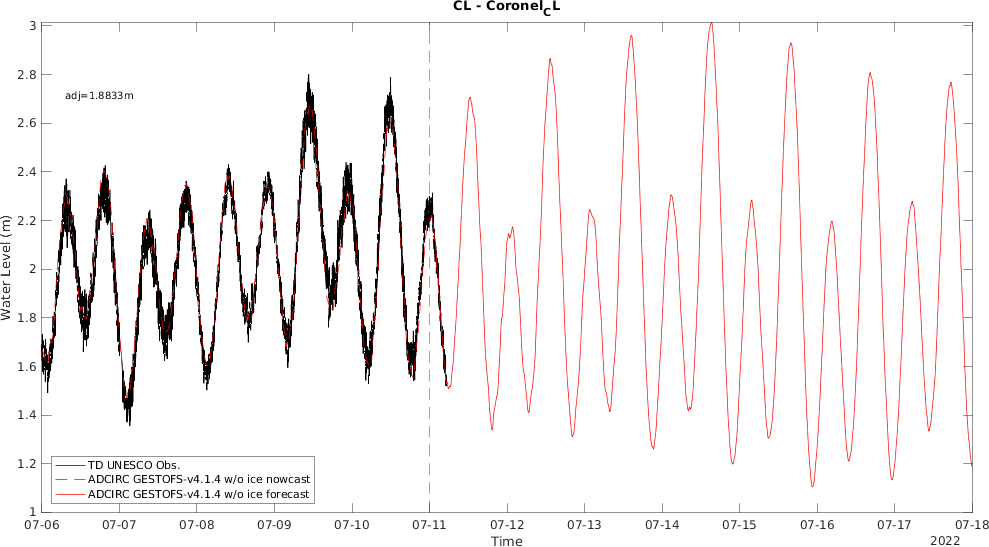 CL - Coronel_CL
3
2.8
2.6
2.4
2.2
2
1.8
1.6
1.4
1.2
1
Water Level (m)
adj=1.8833m
TD UNESCO Obs.
ADCIRC GESTOFS-v4.1.4 w/o ice nowcast
ADCIRC GESTOFS-v4.1.4 w/o ice forecast
07-06 07-07 07-08 07-09 07-10 07-11 07-12 07-13 07-14 07-15 07-16 07-17 07-18
Time
2022